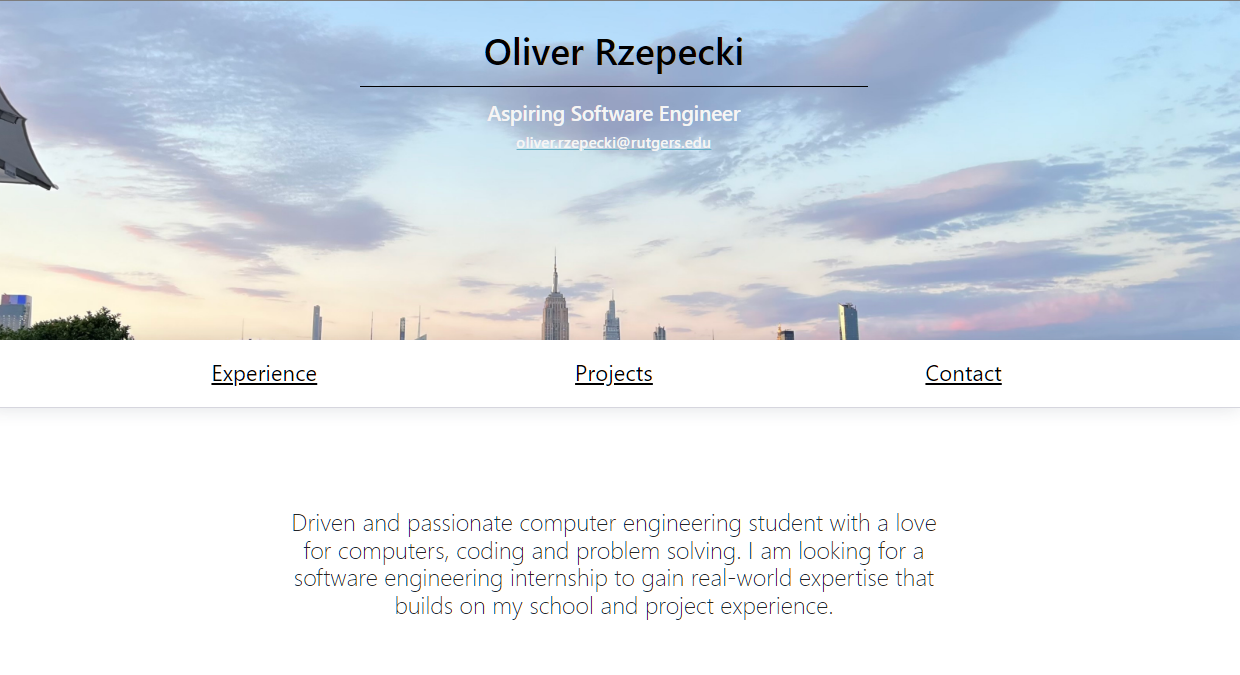 Oliver Rzepecki
Aspiring Software Engineer
oliver.rzepecki@rutgers.edu
Experience Projects Contact
Driven and passionate computer engineering student with a love
for computers, coding and problem solving. I am looking for a
software engineering internship to gain real-world expertise that
builds on my school and project experience.